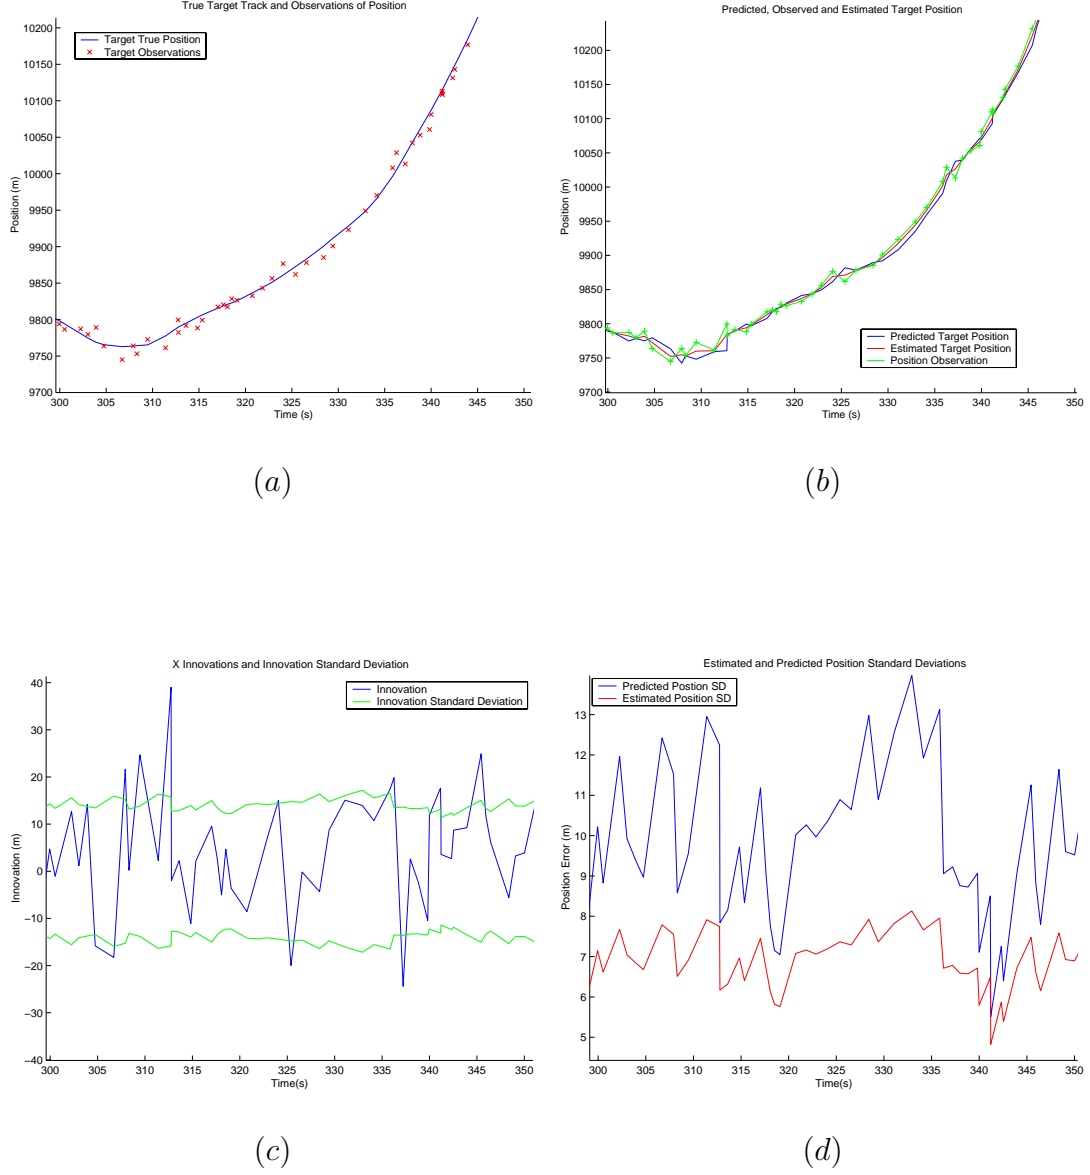 True Target Track and Observations of Position
10200
10150
10100
10050
10000
9950
9900
9850
9800
9750
9700
Position (m)
Target True Position
Target Observations
300 305 310 315 320 325 330 335 340 345 350
Time (s)
(a)
Predicted, Observed and Estimated Target Position
10200
10150
10100
10050
10000
9950
9900
9850
9800
9750
9700
Position (m)
Predicted Target Position
Estimated Target Position
Position Observation
300 305 310 315 320 325 330 335 340 345 350
Time (s)
(b)
X Innovations and Innovation Standard Deviation
40
30
20
10
0
−10
−20
−30
−40
Innovation (m)
Innovation
Innovation Standard Deviation
300 305 310 315 320 325 330 335 340 345 350
Time(s)
(c)
Estimated and Predicted Position Standard Deviations
13
12
11
10
9
8
7
6
5
Position Error (m)
Predicted Postion SD
Estimated Position SD
300 305 310 315 320 325 330 335 340 345 350
Time(s)
(d)